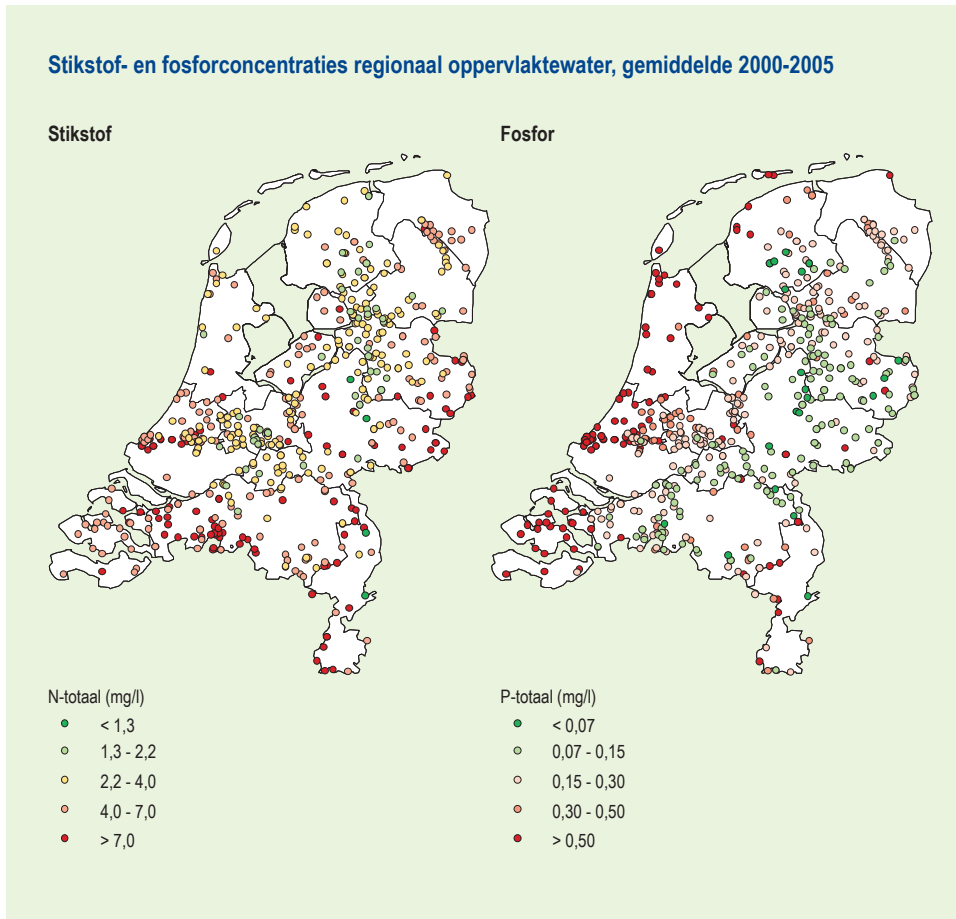 Stikstof- en fosforconcentraties regionaal oppervlaktewater, gemiddelde 2000-2005
Stikstof
Fosfor
N-totaal (mg/l)
< 1,3
1,3 - 2,2
2,2 - 4,0
4,0 - 7,0
> 7,0
P-totaal (mg/l)
< 0,07
0,07 - 0,15
0,15 - 0,30
0,30 - 0,50
> 0,50